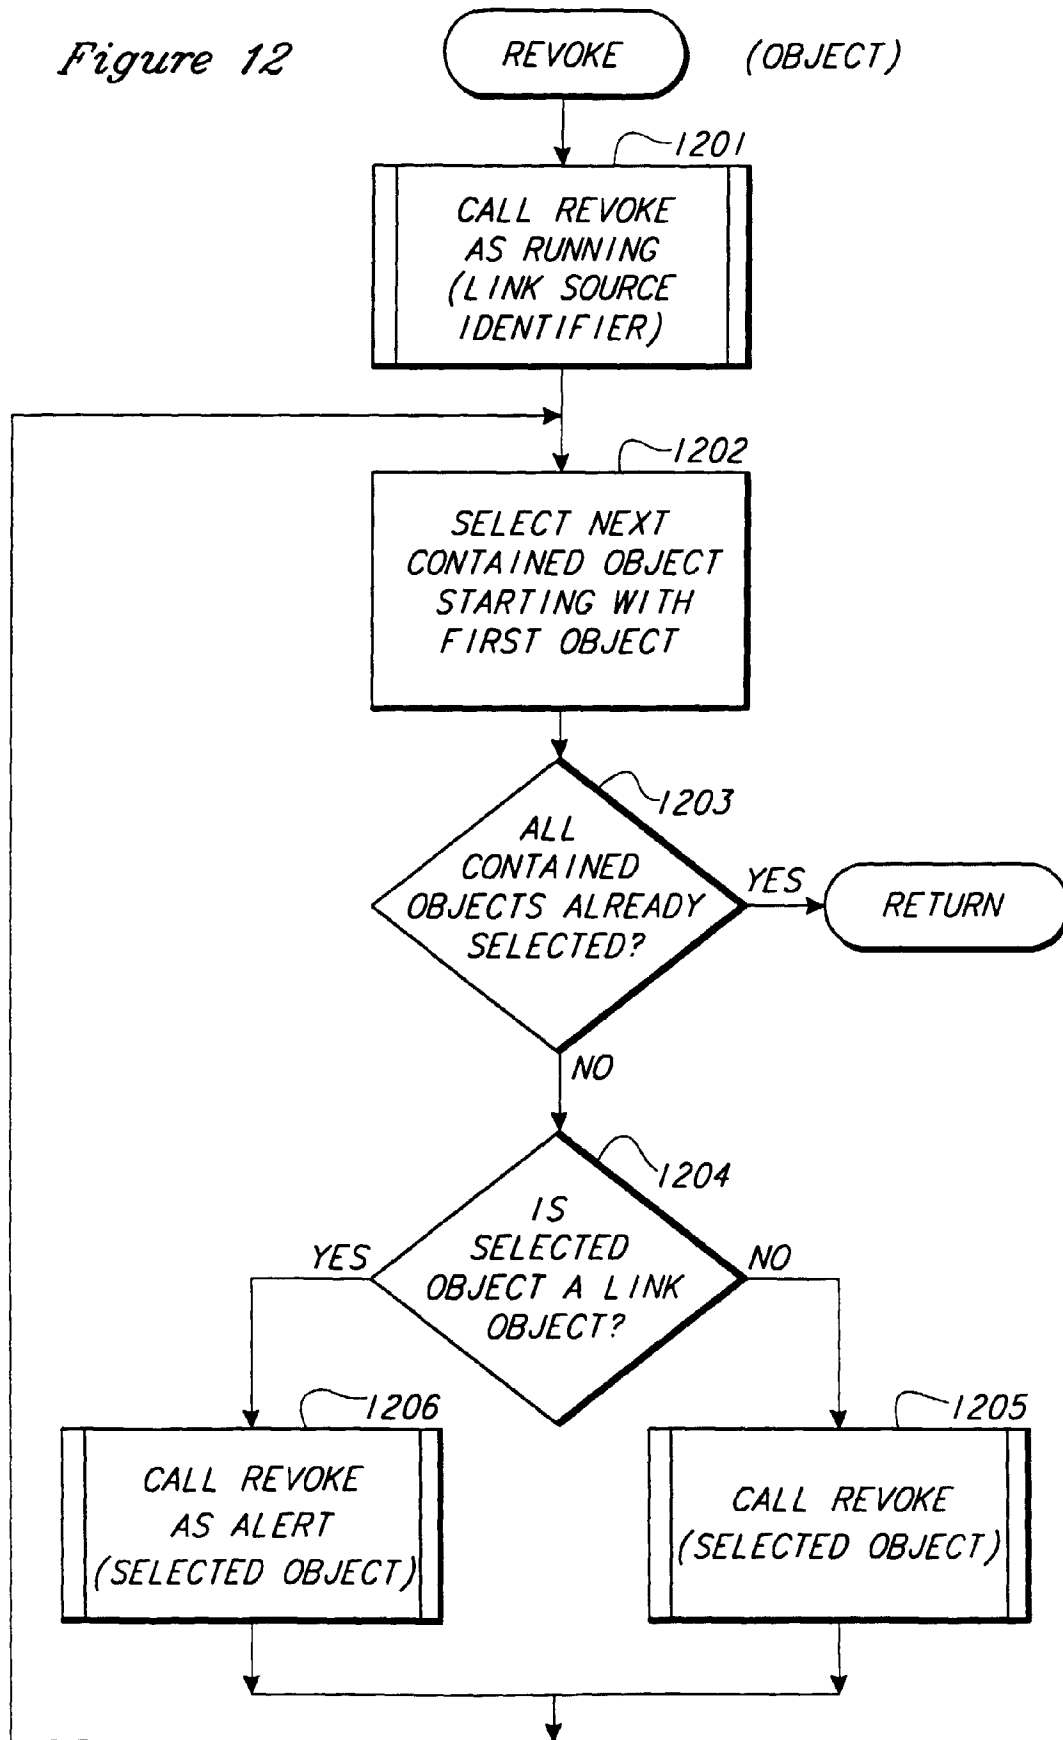 Figure 12
REVOKE
(OBJECT)
1201
CALL REVOKE
AS RUNNING
(LINK SOURCE
IDENTIFIER)
1202
SELECT NEXT
CONTAINED OBJECT
STARTING WITH
FIRST OBJECT
1203
ALL
CONTAINED
OBJECTS ALREADY
SELECTED?
YES
RETURN
NO
1204
IS
SELECTED
OBJECT A LINK
OBJECT?
YES
NO
1206
CALL REVOKE
AS ALERT
(SELECTED OBJECT)
1205
CALL REVOKE
(SELECTED OBJECT)